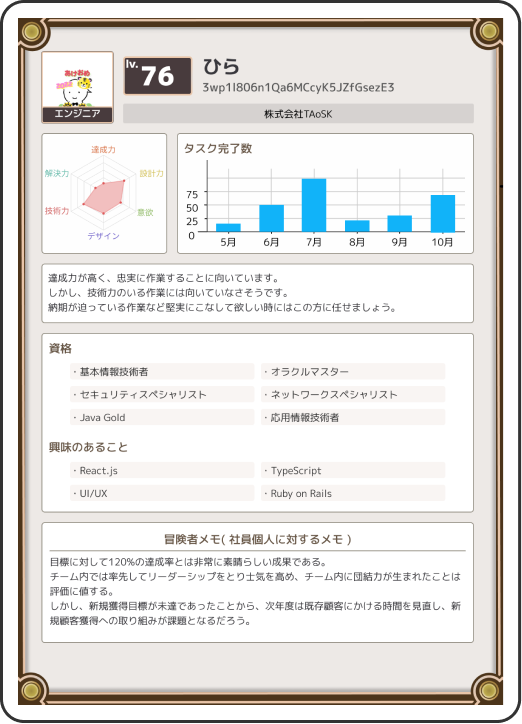 あけおめ
2024
エンジニア
lv.
76
ひら
3wp1l806n1Qa6MCcyK5JZfGsezE3
株式会社TAoSK
達成力
設計力
意欲
デザイン
技術力
解決力
タスク完了数
75
50
25
0
5月 6月 7月 8月 9月 10月
達成力が高く、忠実に作業することに向いています。
しかし、技術力のいる作業には向いていなさそうです。
納期が迫っている作業など堅実にこなして欲しい時にはこの方に任せましょう。
資格
・基本情報技術者 ・オラクルマスター
・セキュリティスペシャリスト ・ネットワークスペシャリスト
・Java Gold ・応用情報技術者
興味のあること
・React.js ・TypeScript
・UI/UX ・Ruby on Rails
冒険者メモ( 社員個人に対するメモ )
目標に対して120%の達成率とは非常に素晴らしい成果である。
チーム内では率先してリーダーシップをとり士気を高め、チーム内に団結力が生まれたことは
評価に値する。
しかし、新規獲得目標が未達であったことから、次年度は既存顧客にかける時間を見直し、新
規顧客獲得への取り組みが課題となるだろう。